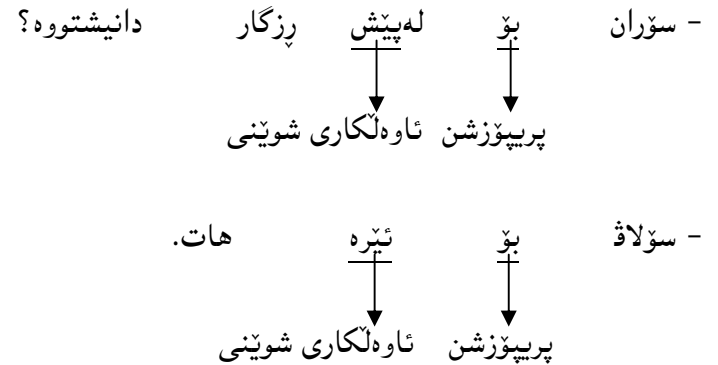 - سۆران بۆ لەپێش ڕزگار دانیشتووە؟
پریپۆزشن ئاوەڵکاری شوێنی
- سۆلاڤ بۆ ئێرە هات.
پریپۆزشن ئاوەڵکاری شوێنی